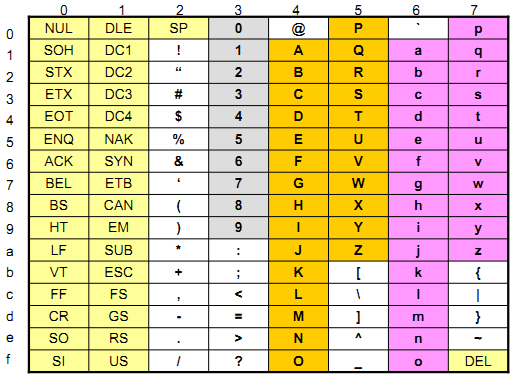 0 1 2 3 4 5 6 7
0 NUL DLE SP 0 @ P ` p
1 SOH DC1 ! 1 A Q a q
2 STX DC2 “ 2 B R b r
3 ETX DC3 # 3 C S c s
4 EOT DC4 $ 4 D T d t
5 ENQ NAK % 5 E U e u
6 ACK SYN & 6 F V f v
7 BEL ETB ‘ 7 G W g w
8 BS CAN ( 8 H X h x
9 HT EM ) 9 I Y i y
a LF SUB * : J Z j z
b VT ESC + ; K [ k {
c FF FS , < L \ l |
d CR GS - = M ] m }
e SO RS . > N ^ n ~
f SI US / ? O _ o DEL